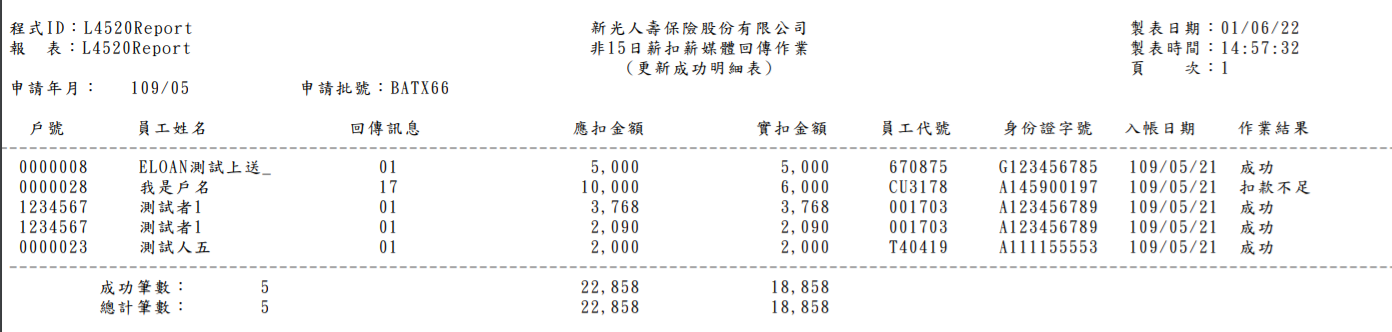 程式ID：L4520Report 新光人壽保險股份有限公司 製表日期：01/06/22
報　表：L4520Report 非15日薪扣薪媒體回傳作業 製表時間：14:57:32
(更新成功明細表) 頁　　次：1
申請年月： 109/05 申請批號：BATX66
戶號 員工姓名 回傳訊息 應扣金額 實扣金額 員工代號 身份證字號 入帳日期 作業結果
0000008 ELOAN測試上送_ 01 5,000 5,000 670875 G123456785 109/05/21 成功
0000028 我是戶名 17 10,000 6,000 CU3178 A145900197 109/05/21 扣款不足
1234567 測試者1 01 3,768 3,768 001703 A123456789 109/05/21 成功
1234567 測試者1 01 2,090 2,090 001703 A123456789 109/05/21 成功
0000023 測試人五 01 2,000 2,000 T40419 A111155553 109/05/21 成功
成功筆數： 5 22,858 18,858
總計筆數： 5 22,858 18,858